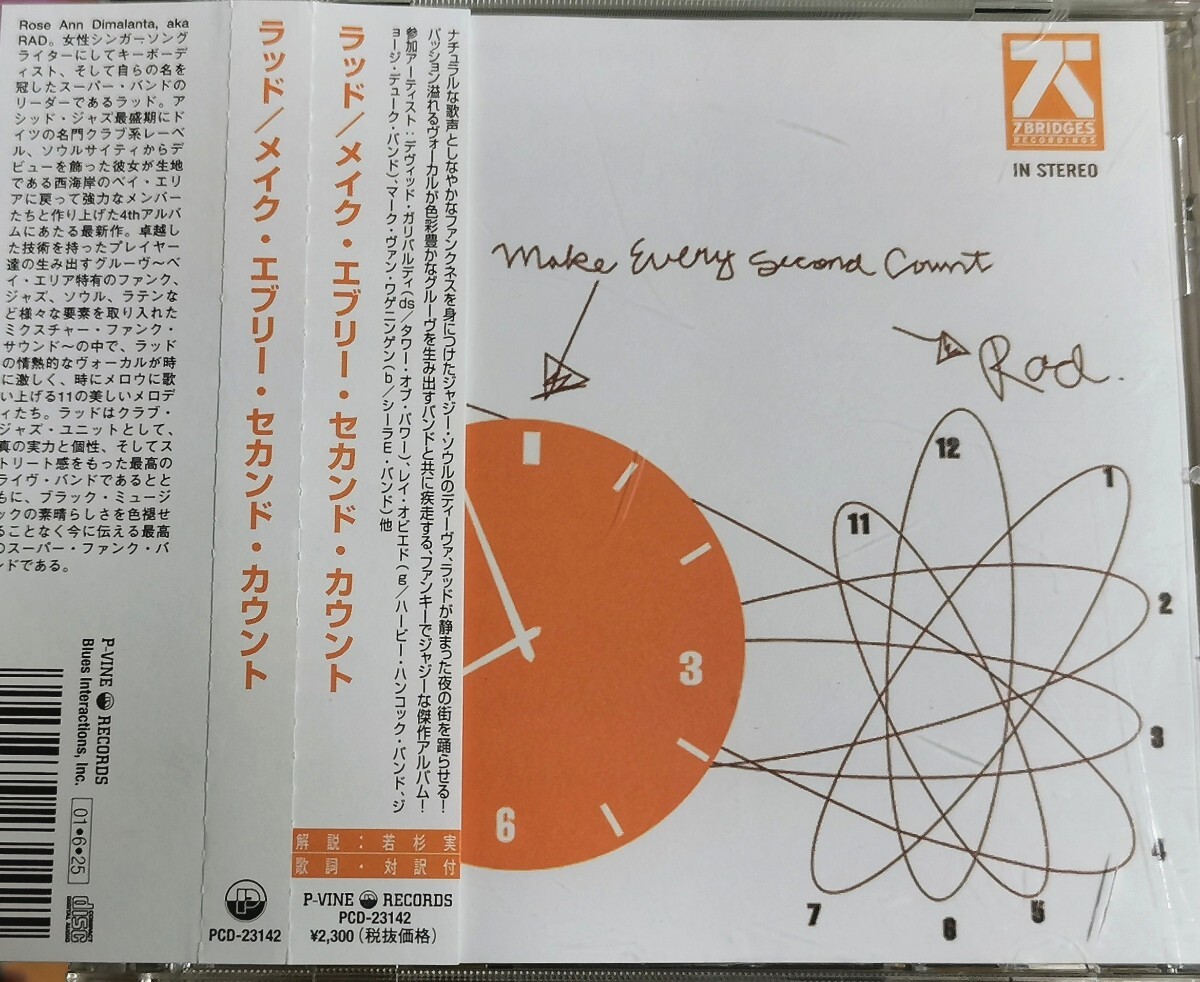 Rose Ann Dimalanta, aka
RAD。女性シンガーソング
ライターにしてキーボーデ
ィスト、そして自らの名を
冠したスーパー・バンドの
リーダーであるラッド。ア
シッド・ジャズ最盛期にド
イツの名門クラブ系レーベ
ル、ソウルサイティからデ
ビューを飾った彼女が生地
である西海岸のベイ・エリ
アに戻って強力なメンバー
たちと作り上げた4thアルバ
ムにあたる最新作。卓越し
た技術を持ったプレイヤー
達の生み出すグルーヴ〜ベ
イ・エリア特有のファンク、
ジャズ、ソウル、ラテンな
ど様々な要素を取り入れた
ミクスチャー・ファンク・
サウンド〜の中で、ラッド
の情熱的なヴォーカルが時
に激しく、時にメロウに歌
い上げる11の美しいメロデ
ィたち。ラッドはクラブ・
ジャズ・ユニットとして、
真の実力と個性、そしてス
トリート感をもった最高の
ライヴ・バンドであるとと
もに、ブラック・ミュージ
ックの素晴らしさを色褪せ
ることなく今に伝える最高
のスーパー・ファンク・バ
ンドである。
P-VINE RECORDS
Blues Interactions, Inc.
01•6•25
COMPACT
disc
DIGITAL AUDIO
ラッド／メイク・エブリー・セカンド・カウント
PCD-23142
ラッド／メイク・エブリー・セカンド・カウント
ナチュラルな歌声としなやかなファンクネスを身につけたジャジー・ソウルのディーヴァ、ラッドが静まった夜の街を踊らせる！
パッション溢れるヴォーカルが色彩豊かなグルーヴを生み出すバンドと共に疾走する、ファンキーでジャジーな傑作アルバム！
参加アーティスト：デヴィッド・ガリバルディ（ds／タワー・オブ・パワー）、レイ・オビエド（g／ハービー・ハンコック・バンド、ジ
ョージ・デューク・バンド）、マーク・ヴァン・ワゲニンゲン（b／シーラE・バンド）他
解説：若杉実
歌詞・対訳付
P-VINE RECORDS
PCD-23142
¥2,300（税抜価格）
7BRIDGES
RECORDINGS
IN STEREO
Make Every Second Count
Rad.
3
6
12
1
11
2
3
4
5
6
7